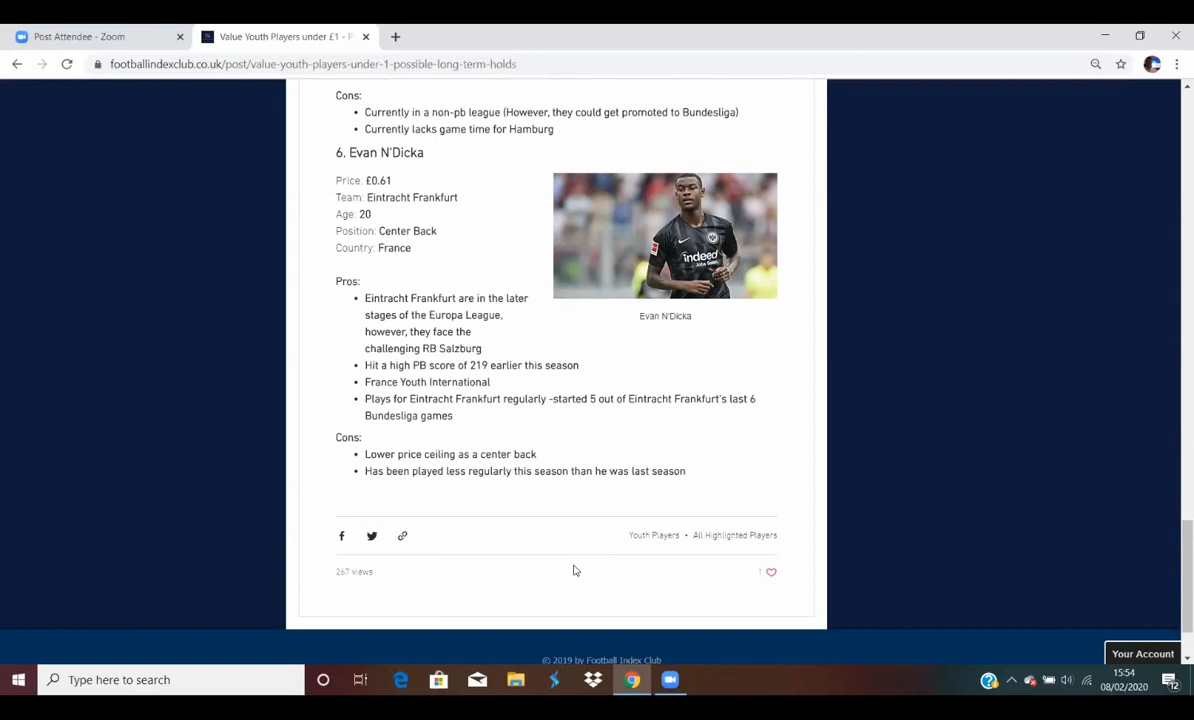 Post Attendee - Zoom
Value Youth Players under £1 - P
footballindexclub.co.uk/post/value-youth-players-under-1-possible-long-term-holds
Cons:
• Currently in a non-pb league (However, they could get promoted to Bundesliga)
• Currently lacks game time for Hamburg
6. Evan N'Dicka
Price: £0.61
Team: Eintracht Frankfurt
Age: 20
Position: Center Back
Country: France
indeed
Evan N'Dicka
Pros:
• Eintracht Frankfurt are in the later
stages of the Europa League,
however, they face the
challenging RB Salzburg
• Hit a high PB score of 219 earlier this season
• France Youth International
• Plays for Eintracht Frankfurt regularly -started 5 out of Eintracht Frankfurt's last 6
Bundesliga games
Cons:
• Lower price ceiling as a center back
• Has been played less regularly this season than he was last season
Youth Players • All Highlighted Players
267 views
1
© 2019 by Football Index Club
Your Account
Type here to search
15:54
08/02/2020
12